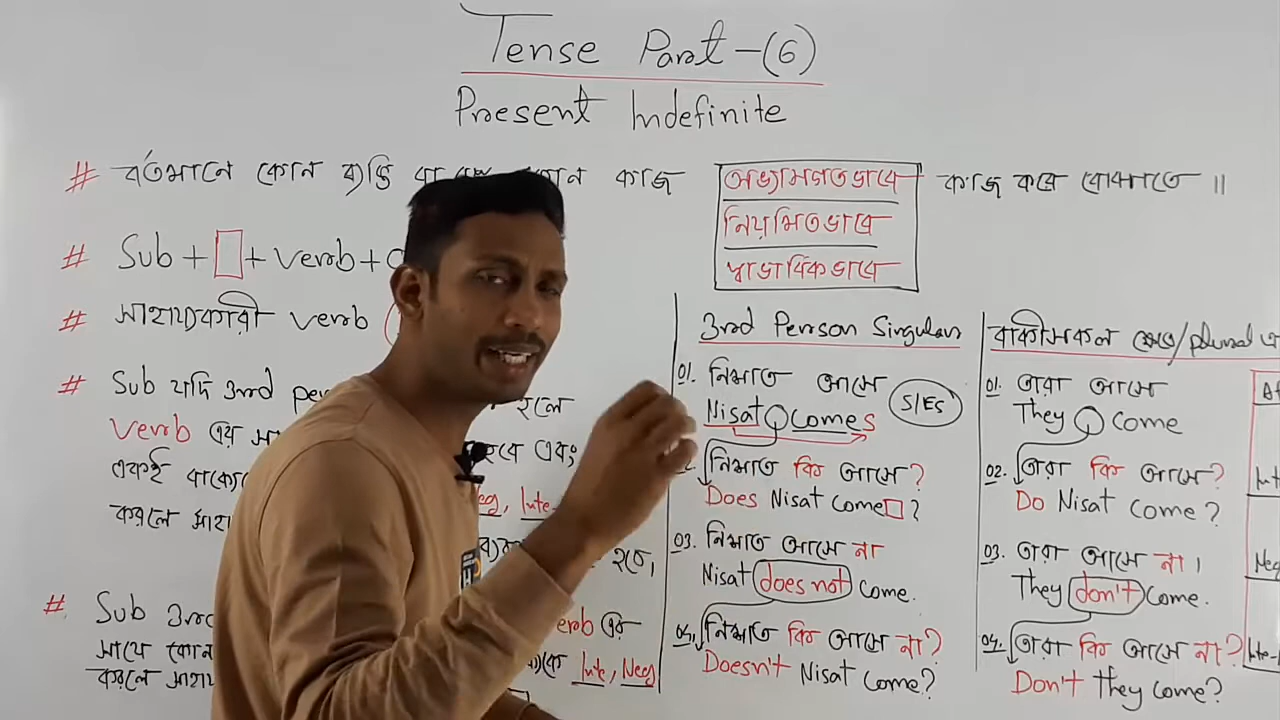 Tense Part-(6)
Present Indefinite
# বর্তমানে কোন ব্যক্তি বা কোন কাজ অভ্যাসগতভাবে কাজ করে বোঝাতে ॥
নিয়মিতভাবে
স্বাভাবিকভাবে
# Sub + □ + verb +
# সাহায্যকারী verb
# Sub যদি 3rd হলে
verb এর হবে এবং
একই বাক্যে Neg, Inte
করলে হবে।
# Sub 3rd verb এর
সাথে কোন Inte, Neg
করলে
3rd Person Singular
01. নিসাত আসে
S/Es
Nisat comes
নিসাত কি আসে?
Does Nisat come□?
03. নিসাত আসে না
Nisat does not come.
04. নিসাত কি আসে না?
Doesn't Nisat come?
বাকীসকল ক্ষেত্রে/plural এ
01. তারা আসে
They come
02. তারা কি আসে?
Do Nisat come?
03. তারা আসে না।
They don't come.
04. তারা কি আসে না?
Don't they come?